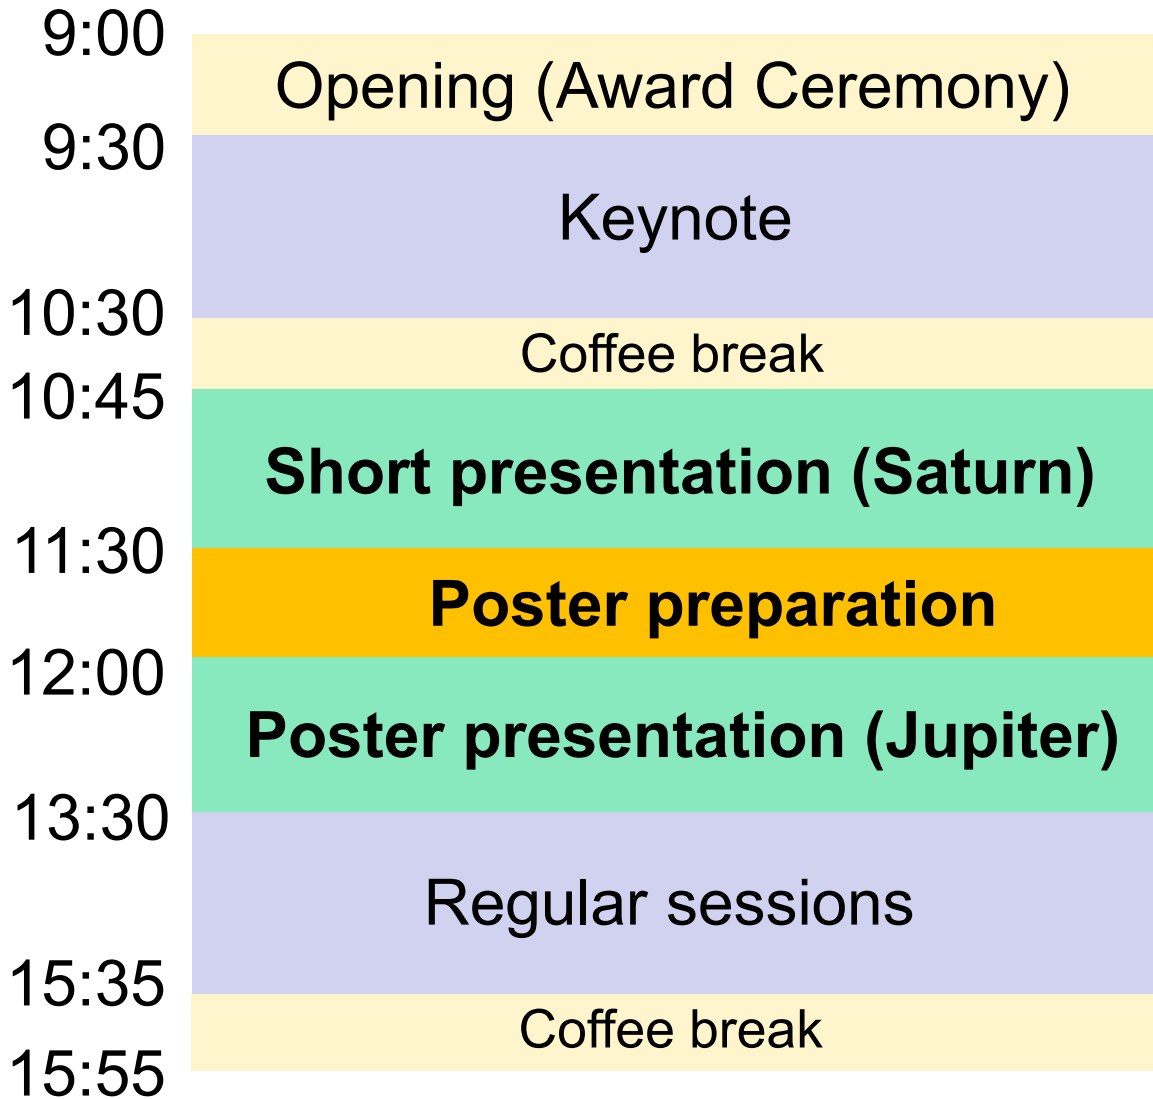 9:00
Opening (Award Ceremony)
9:30
Keynote
10:30
Coffee break
10:45
Short presentation (Saturn)
11:30
Poster preparation
12:00
Poster presentation (Jupiter)
13:30
Regular sessions
15:35
Coffee break
15:55